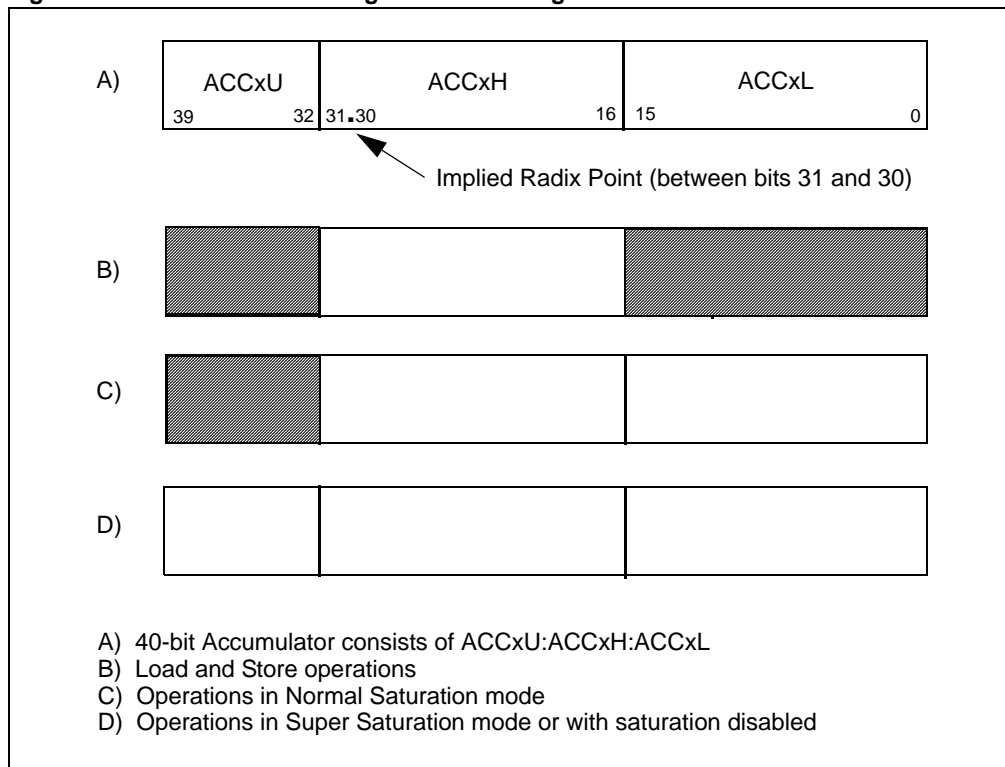 A)
ACCxU ACCxH ACCxL
39 32 31.30 16 15 0
Implied Radix Point (between bits 31 and 30)
B)
C)
D)
A) 40-bit Accumulator consists of ACCxU:ACCxH:ACCxL
B) Load and Store operations
C) Operations in Normal Saturation mode
D) Operations in Super Saturation mode or with saturation disabled